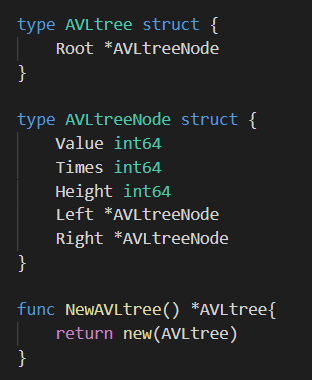 type AVLtree struct {
    Root *AVLtreeNode
}

type AVLtreeNode struct {
    Value int64
    Times int64
    Height int64
    Left *AVLtreeNode
    Right *AVLtreeNode
}

func NewAVLtree() *AVLtree{
    return new(AVLtree)
}